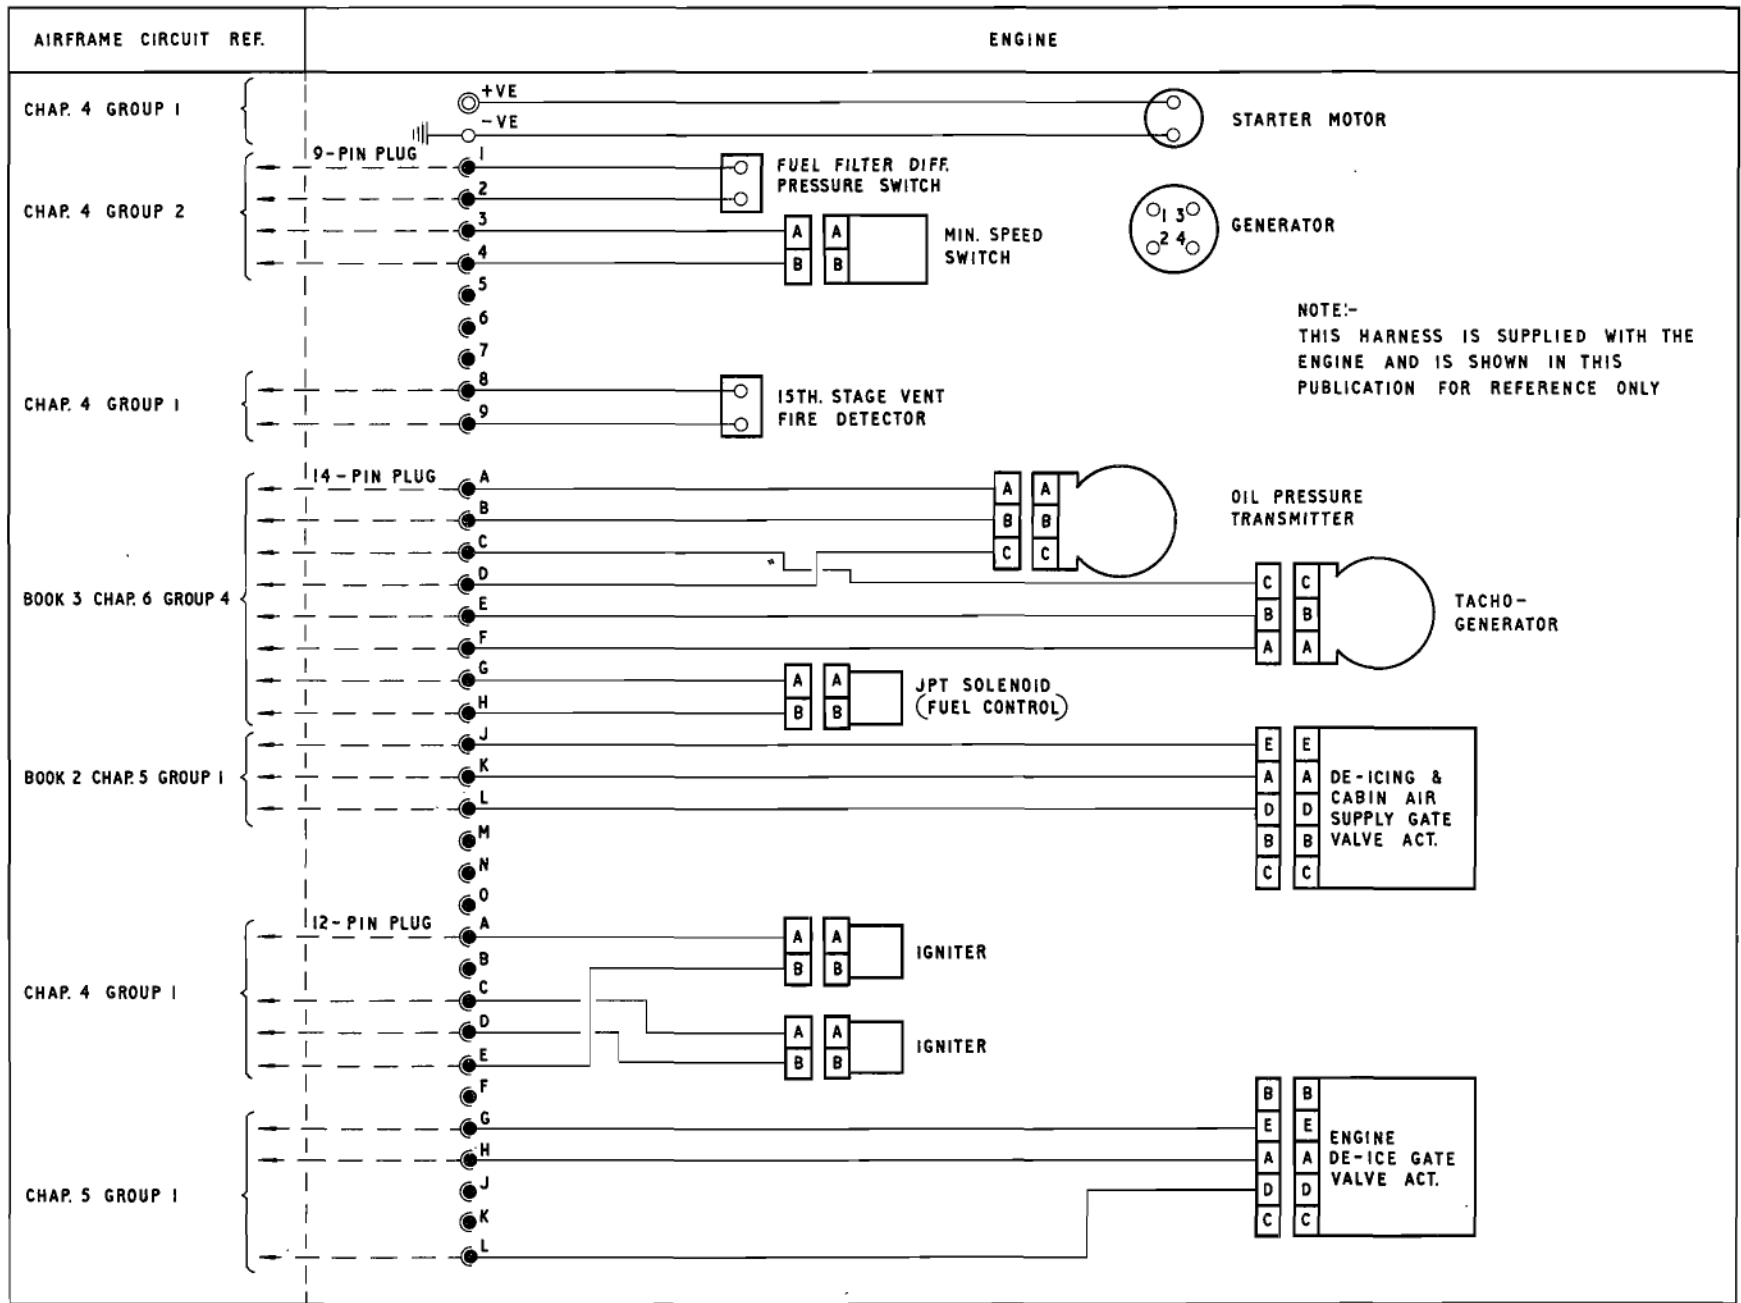 AIRFRAME CIRCUIT REF.
ENGINE
CHAP. 4 GROUP 1
+VE
-VE
STARTER MOTOR
9-PIN PLUG
CHAP. 4 GROUP 2
1
2
3
4
5
6
7
8
9
FUEL FILTER DIFF.
PRESSURE SWITCH
A A
B B
MIN. SPEED
SWITCH
1 3
2 4
GENERATOR
NOTE:-
THIS HARNESS IS SUPPLIED WITH THE
ENGINE AND IS SHOWN IN THIS
PUBLICATION FOR REFERENCE ONLY
CHAP. 4 GROUP 1
15TH. STAGE VENT
FIRE DETECTOR
14-PIN PLUG
BOOK 3 CHAP. 6 GROUP 4
A
B
C
D
E
F
G
H
J
K
L
M
N
O
A A
B B
C C
OIL PRESSURE
TRANSMITTER
C C
B B
A A
TACHO-
GENERATOR
A A
B B
JPT SOLENOID
(FUEL CONTROL)
BOOK 2 CHAP. 5 GROUP 1
E E
A A
D D
B B
C C
DE-ICING &
CABIN AIR
SUPPLY GATE
VALVE ACT.
12-PIN PLUG
CHAP. 4 GROUP 1
A
B
C
D
E
F
G
H
J
K
L
A A
B B
IGNITER
A A
B B
IGNITER
CHAP. 5 GROUP 1
B B
E E
A A
D D
C C
ENGINE
DE-ICE GATE
VALVE ACT.